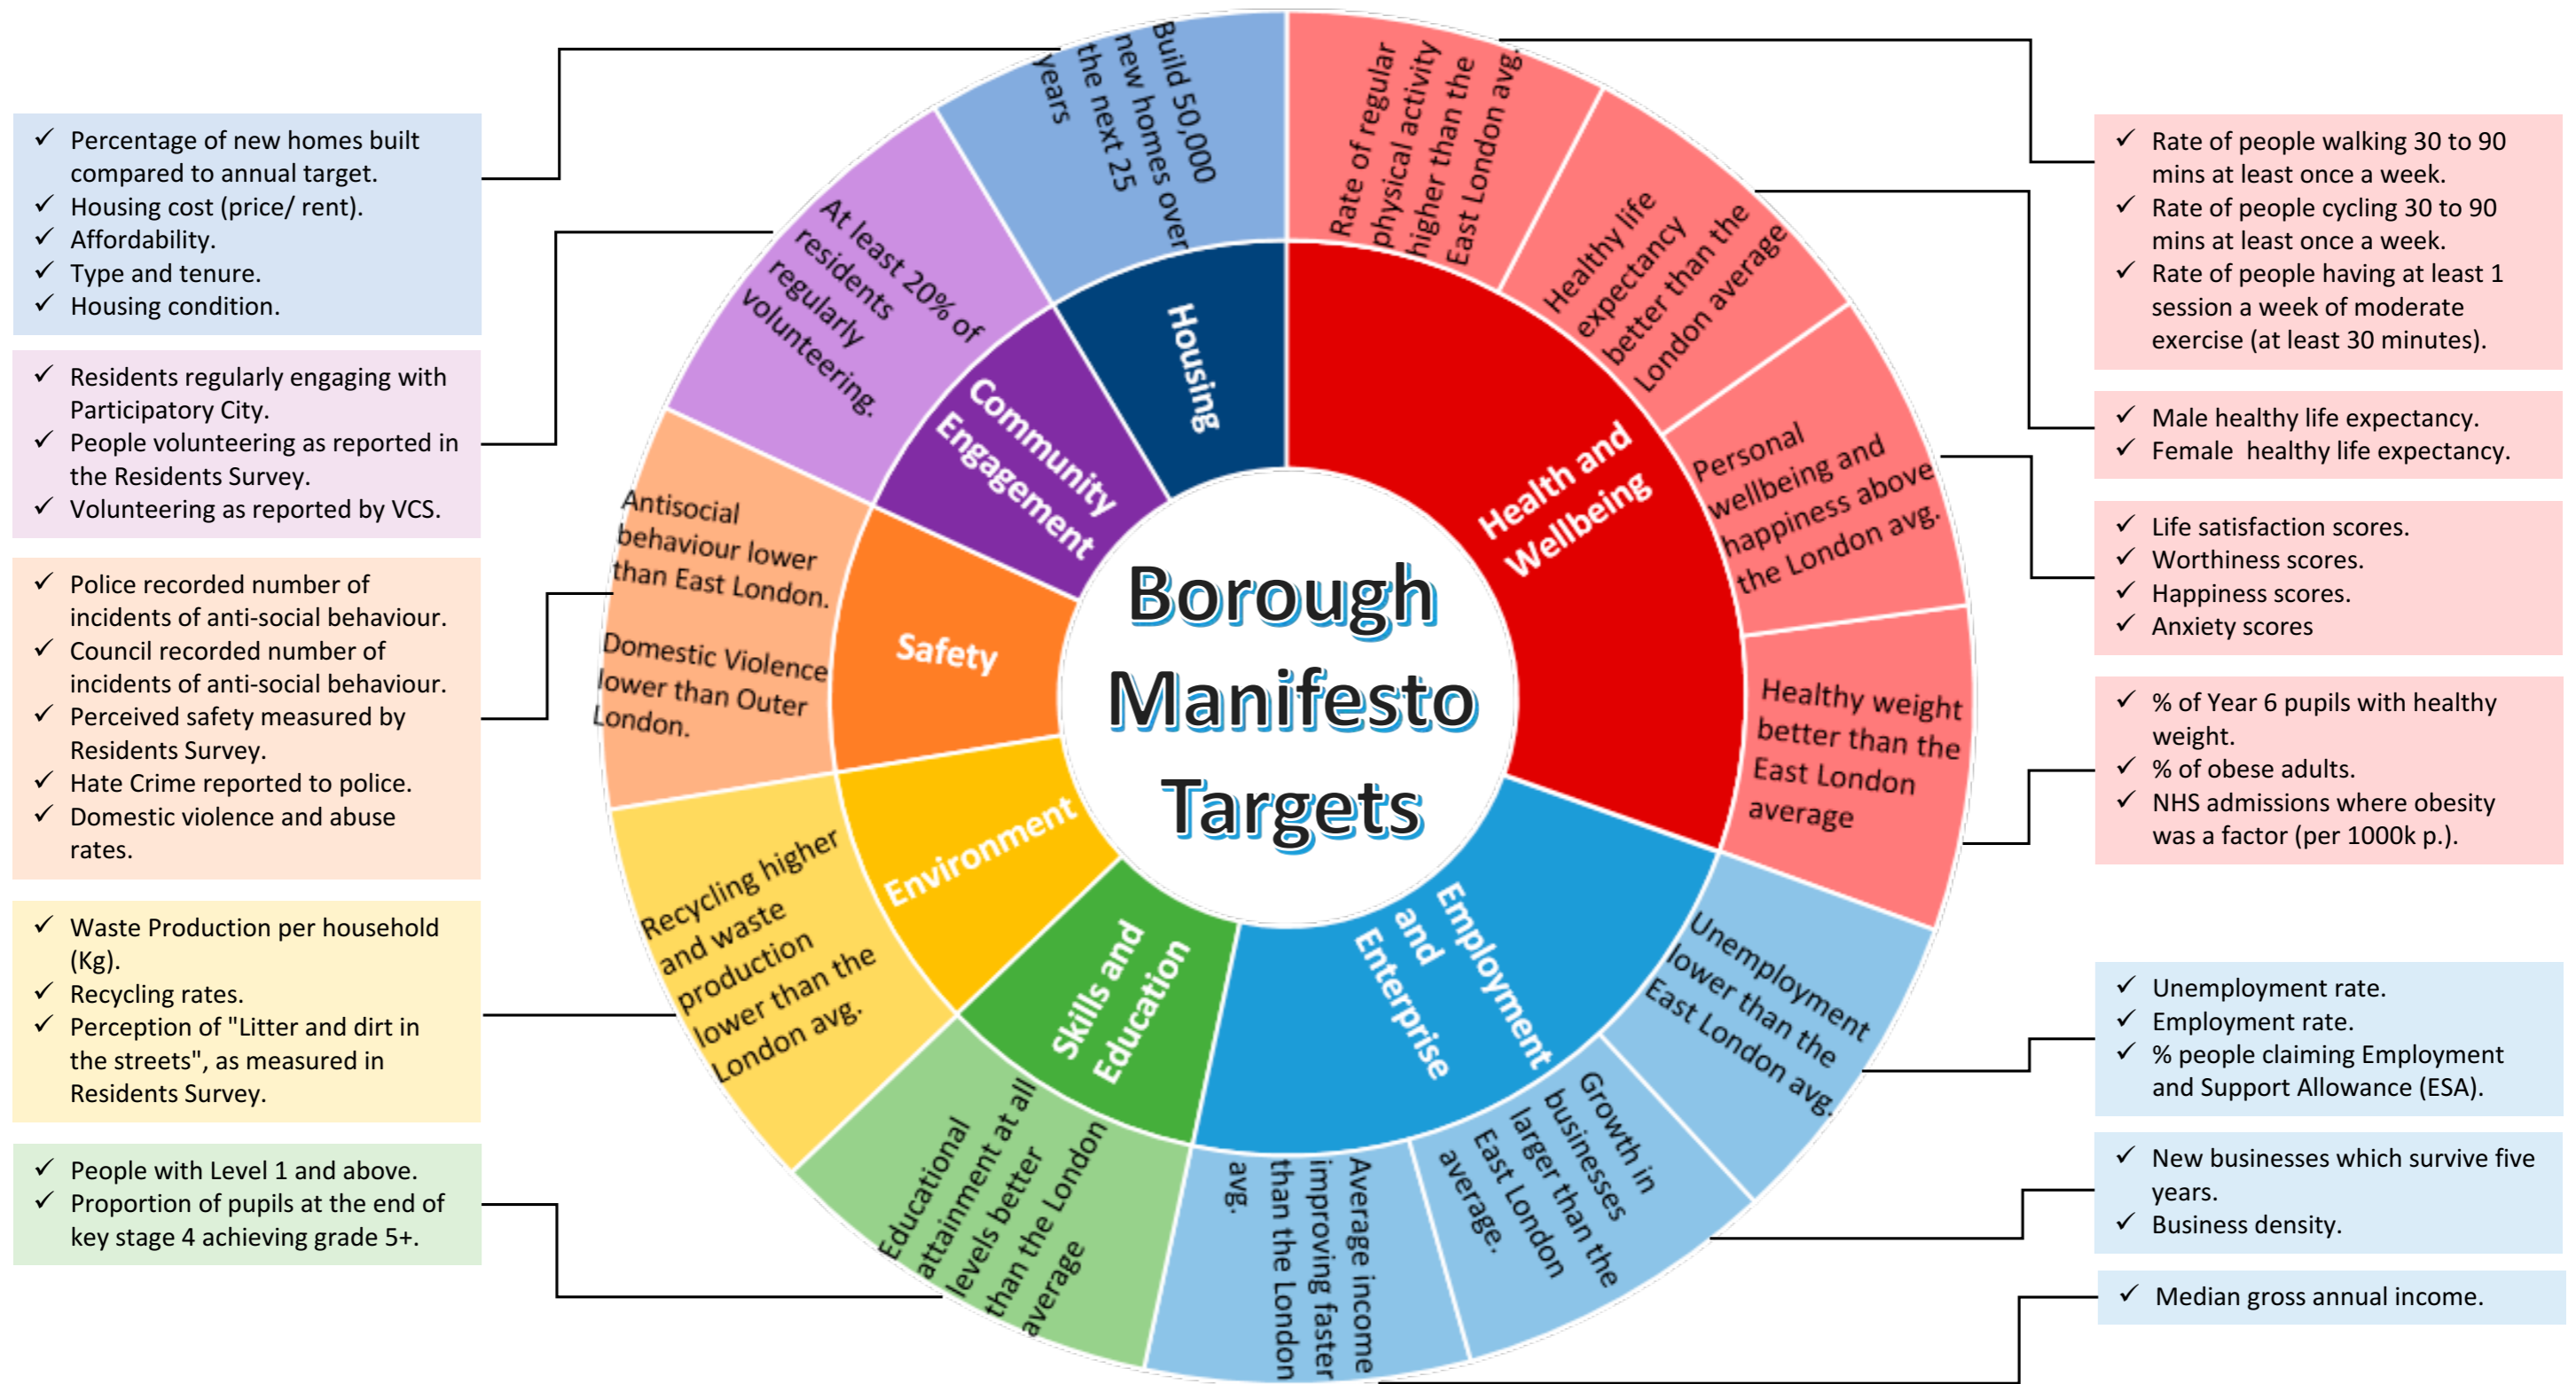 Borough
Manifesto
Targets
Housing
Build 50,000
new homes over
the next 25
years
✓ Percentage of new homes built
compared to annual target.
✓ Housing cost (price/ rent).
✓ Affordability.
✓ Type and tenure.
✓ Housing condition.
Community
Engagement
At least 20% of
residents
regularly
volunteering.
✓ Residents regularly engaging with
Participatory City.
✓ People volunteering as reported in
the Residents Survey.
✓ Volunteering as reported by VCS.
Safety
Antisocial
behaviour lower
than East London.
Domestic Violence
lower than Outer
London.
✓ Police recorded number of
incidents of anti-social behaviour.
✓ Council recorded number of
incidents of anti-social behaviour.
✓ Perceived safety measured by
Residents Survey.
✓ Hate Crime reported to police.
✓ Domestic violence and abuse
rates.
Environment
Recycling higher
and waste
production
lower than the
London avg.
✓ Waste Production per household
(Kg).
✓ Recycling rates.
✓ Perception of "Litter and dirt in
the streets", as measured in
Residents Survey.
Skills and
Education
Educational
attainment at all
levels better
than the London
average
✓ People with Level 1 and above.
✓ Proportion of pupils at the end of
key stage 4 achieving grade 5+.
Health and
Wellbeing
Rate of regular
physical activity
higher than the
East London avg.
✓ Rate of people walking 30 to 90
mins at least once a week.
✓ Rate of people cycling 30 to 90
mins at least once a week.
✓ Rate of people having at least 1
session a week of moderate
exercise (at least 30 minutes).
Healthy life
expectancy
better than the
London average
✓ Male healthy life expectancy.
✓ Female healthy life expectancy.
Personal
wellbeing and
happiness above
the London avg.
✓ Life satisfaction scores.
✓ Worthiness scores.
✓ Happiness scores.
✓ Anxiety scores
Healthy weight
better than the
East London
average
✓ % of Year 6 pupils with healthy
weight.
✓ % of obese adults.
✓ NHS admissions where obesity
was a factor (per 1000k p.).
Employment
and
Enterprise
Unemployment
lower than the
East London avg.
✓ Unemployment rate.
✓ Employment rate.
✓ % people claiming Employment
and Support Allowance (ESA).
Growth in
businesses
larger than the
East London
average.
✓ New businesses which survive five
years.
✓ Business density.
Average income
improving faster
than the London
avg.
✓ Median gross annual income.